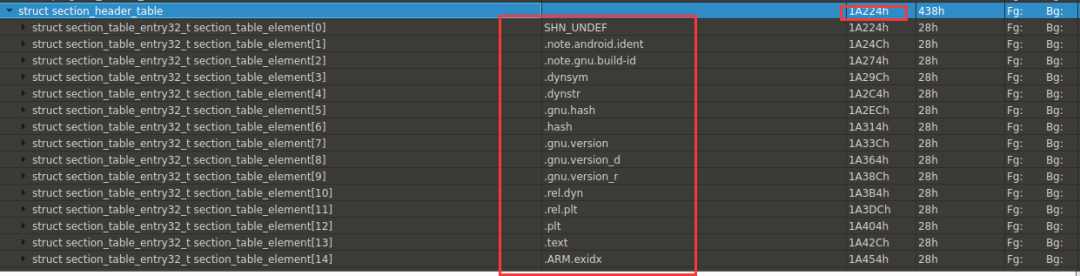 struct section_header_table 1A224h 438h Fg: Bg:
struct section_table_entry32_t section_table_element[0] SHN_UNDEF 1A224h 28h Fg: Bg:
struct section_table_entry32_t section_table_element[1] .note.android.ident 1A24Ch 28h Fg: Bg:
struct section_table_entry32_t section_table_element[2] .note.gnu.build-id 1A274h 28h Fg: Bg:
struct section_table_entry32_t section_table_element[3] .dynsym 1A29Ch 28h Fg: Bg:
struct section_table_entry32_t section_table_element[4] .dynstr 1A2C4h 28h Fg: Bg:
struct section_table_entry32_t section_table_element[5] .gnu.hash 1A2ECh 28h Fg: Bg:
struct section_table_entry32_t section_table_element[6] .hash 1A314h 28h Fg: Bg:
struct section_table_entry32_t section_table_element[7] .gnu.version 1A33Ch 28h Fg: Bg:
struct section_table_entry32_t section_table_element[8] .gnu.version_d 1A364h 28h Fg: Bg:
struct section_table_entry32_t section_table_element[9] .gnu.version_r 1A38Ch 28h Fg: Bg:
struct section_table_entry32_t section_table_element[10] .rel.dyn 1A3B4h 28h Fg: Bg:
struct section_table_entry32_t section_table_element[11] .rel.plt 1A3DCh 28h Fg: Bg:
struct section_table_entry32_t section_table_element[12] .plt 1A404h 28h Fg: Bg:
struct section_table_entry32_t section_table_element[13] .text 1A42Ch 28h Fg: Bg:
struct section_table_entry32_t section_table_element[14] .ARM.exidx 1A454h 28h Fg: Bg: